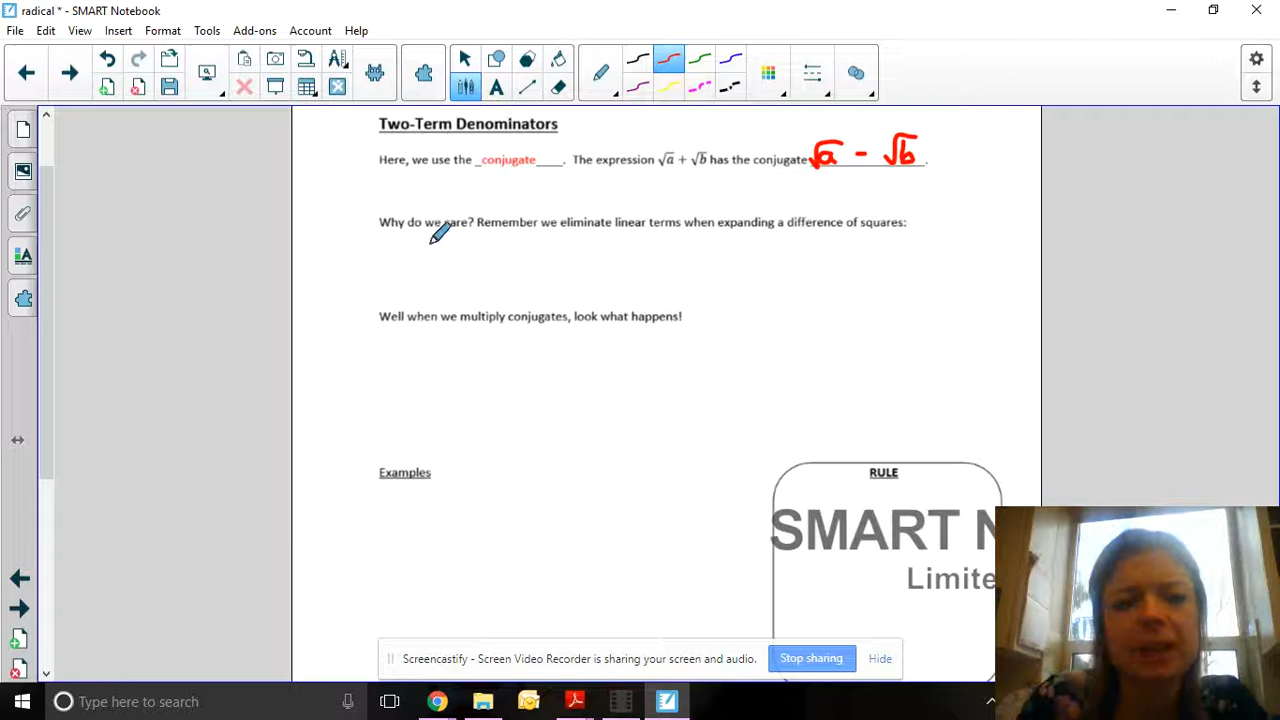 radical * - SMART Notebook
File Edit View Insert Format Tools Add-ons Account Help
Two-Term Denominators
Here, we use the _conjugate____. The expression √a + √b has the conjugate √a - √b.
Why do we care? Remember we eliminate linear terms when expanding a difference of squares:
Well when we multiply conjugates, look what happens!
Examples
RULE
SMART N
Limite
Screencastify - Screen Video Recorder is sharing your screen and audio. Stop sharing Hide
Type here to search